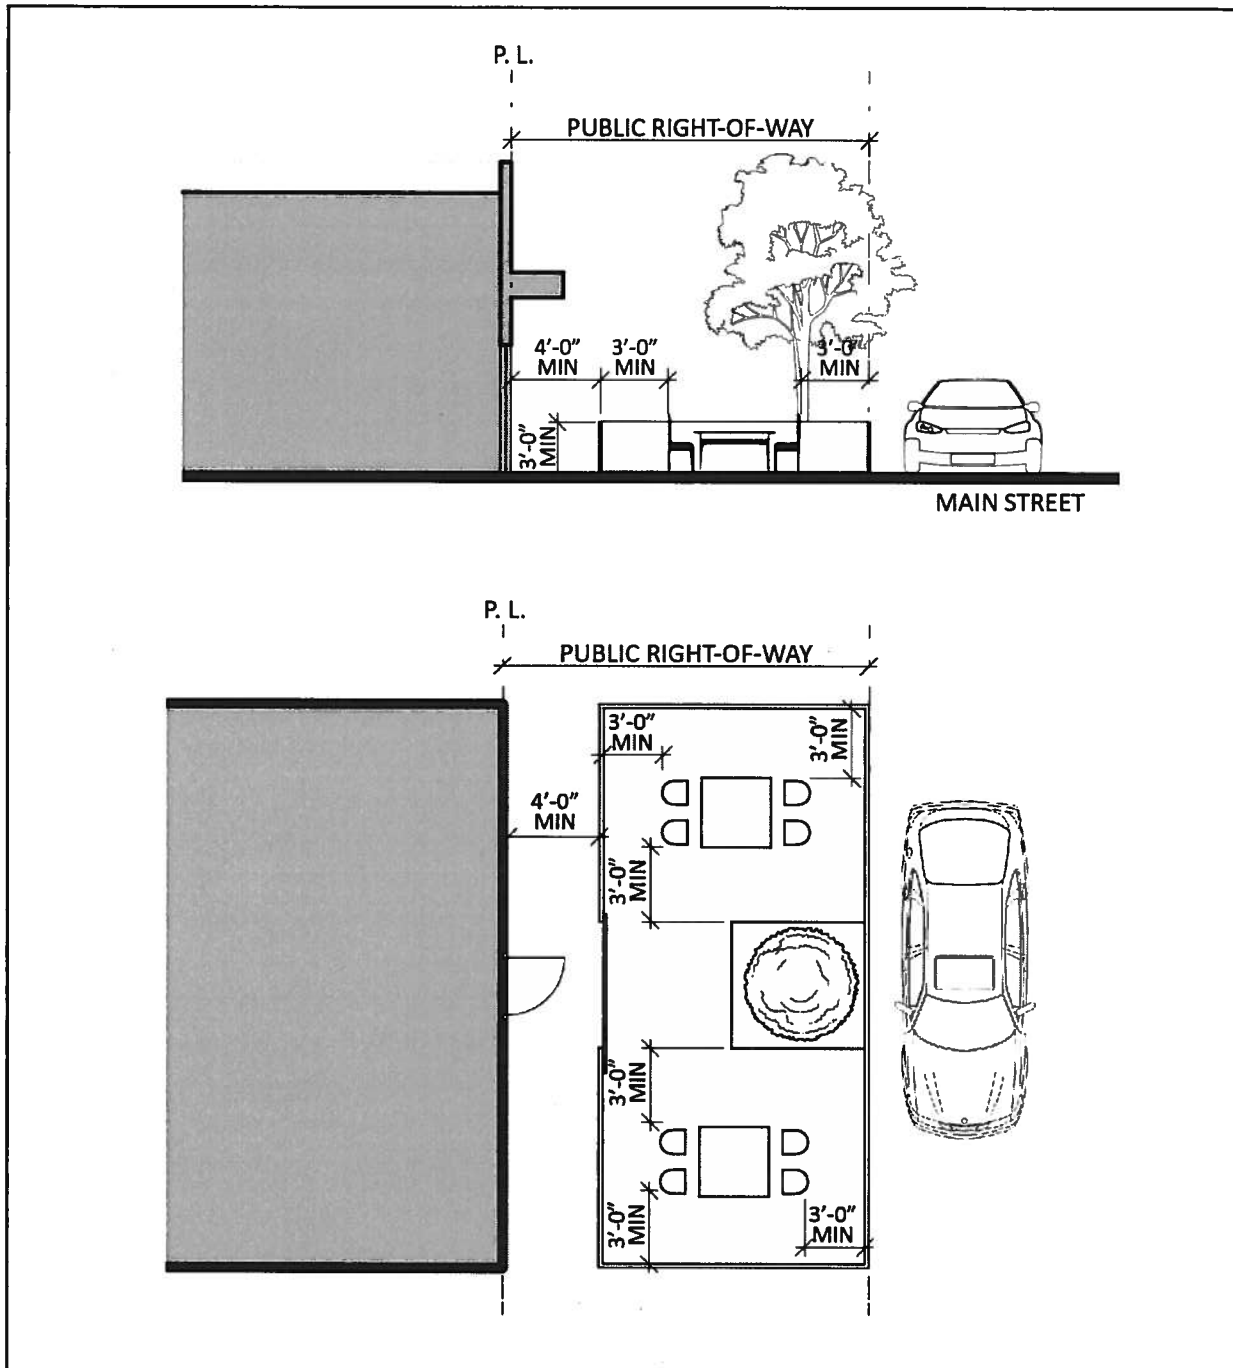 P. L.
PUBLIC RIGHT-OF-WAY
4'-0"
MIN
3'-0"
MIN
3'-0"
MIN
3'-0"
MIN
MAIN STREET
P. L.
PUBLIC RIGHT-OF-WAY
3'-0"
MIN
3'-0"
MIN
4'-0"
MIN
3'-0"
MIN
3'-0"
MIN
3'-0"
MIN
3'-0"
MIN